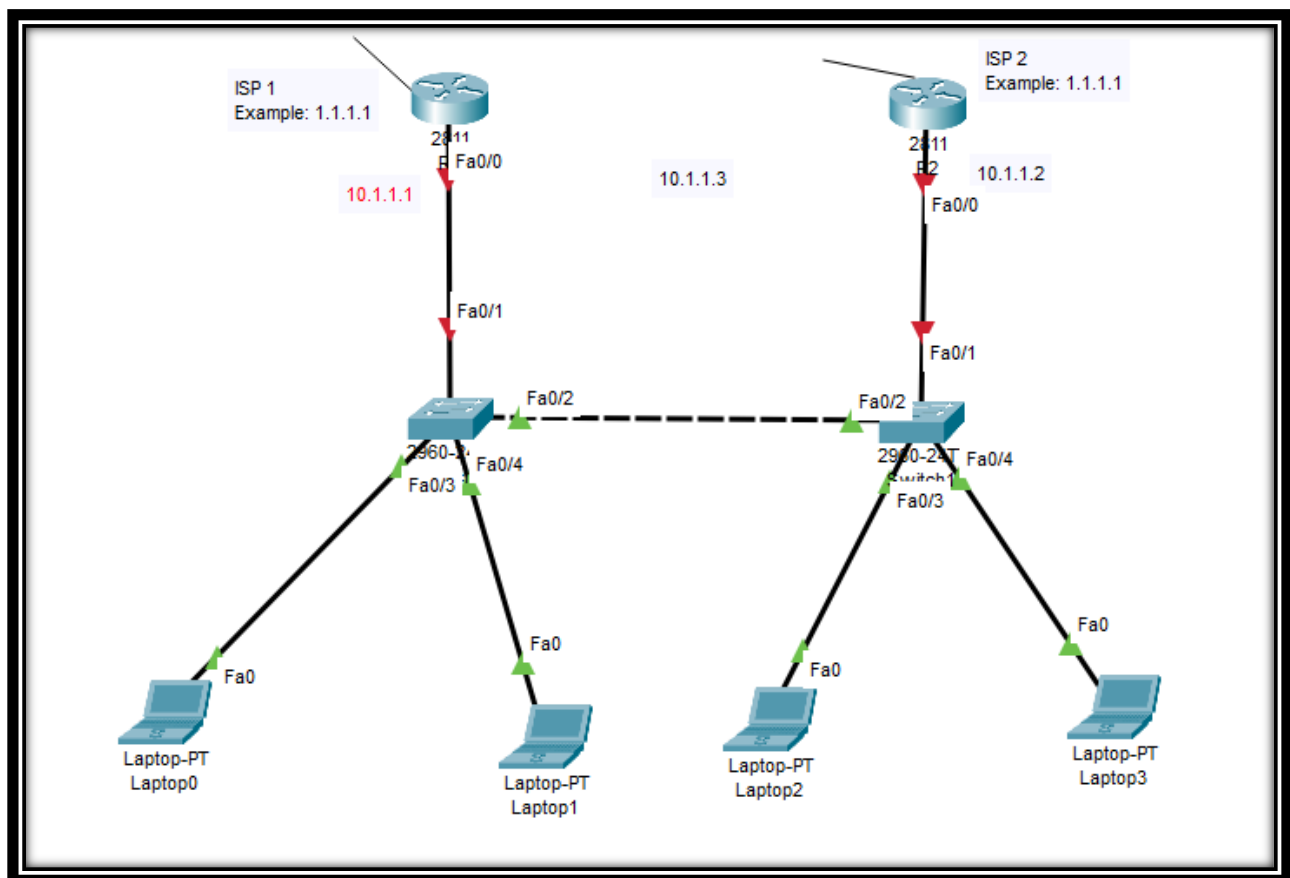 ISP 1
Example: 1.1.1.1
ISP 2
Example: 1.1.1.1
2811
Fa0/0
10.1.1.1
10.1.1.3
2811
10.1.1.2
Fa0/0
Fa0/1
Fa0/1
Fa0/2
Fa0/2
Fa0/4
Fa0/3
Switch1
Fa0/4
Fa0/3
Fa0
Fa0
Fa0
Fa0
Laptop-PT
Laptop0
Laptop-PT
Laptop1
Laptop-PT
Laptop2
Laptop-PT
Laptop3